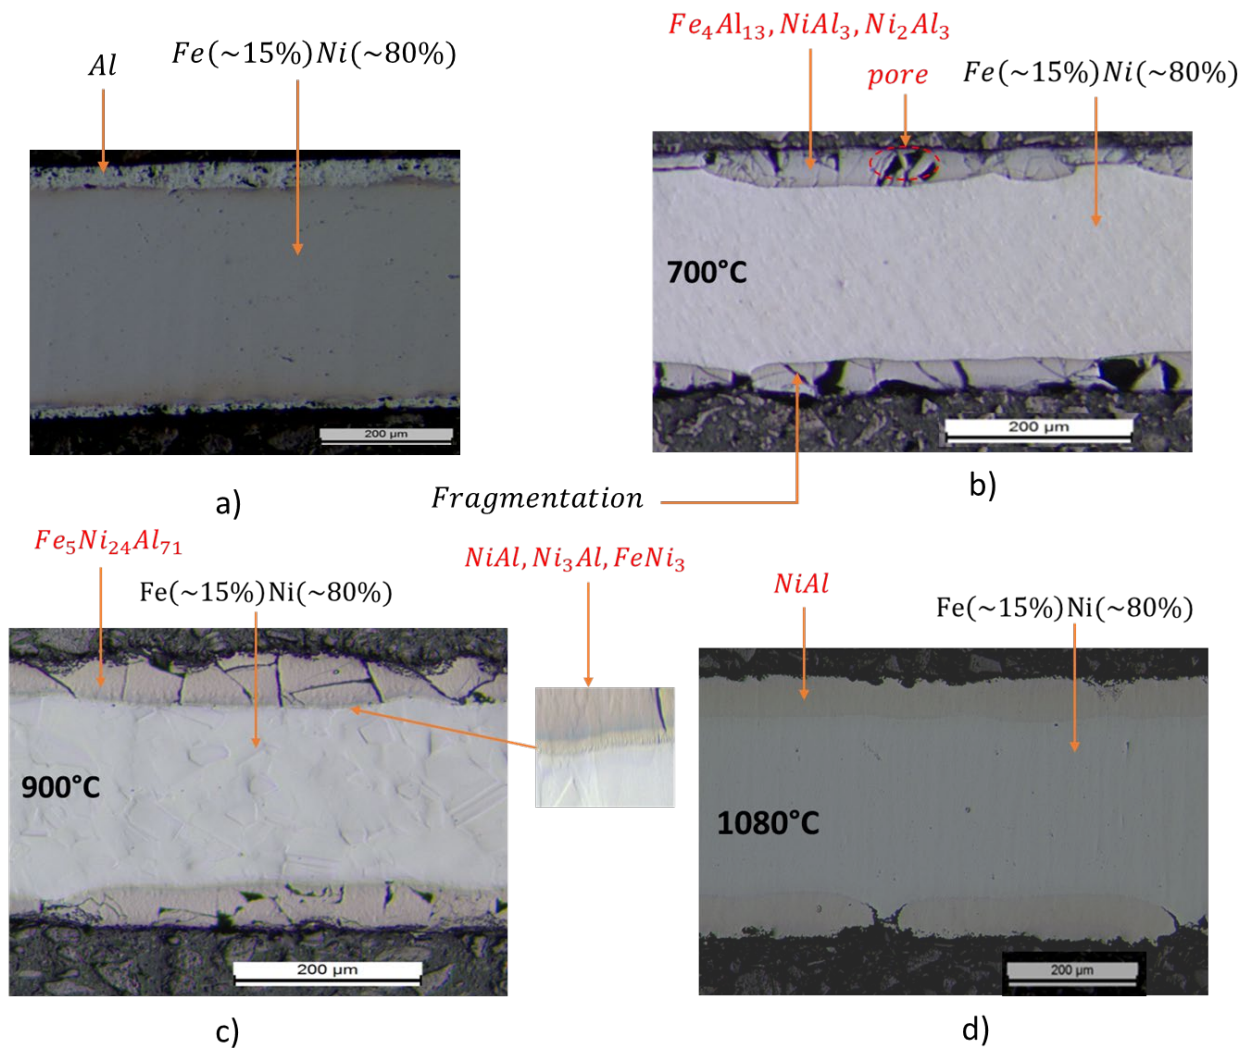 Al
Fe(~15%)Ni(~80%)
200 µm
a)
Fe₄Al₁₃, NiAl₃, Ni₂Al₃
pore
Fe(~15%)Ni(~80%)
700°C
200 µm
Fragmentation
b)
Fe₅Ni₂₄Al₇₁
Fe(~15%)Ni(~80%)
NiAl, Ni₃Al, FeNi₃
900°C
200 µm
c)
NiAl
Fe(~15%)Ni(~80%)
1080°C
200 µm
d)